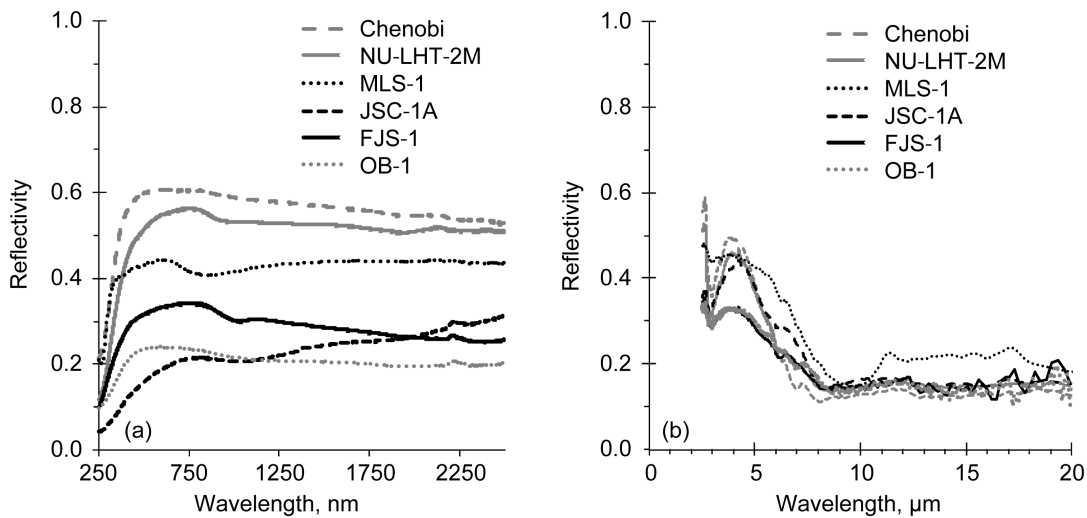 1.0
0.8
0.6
0.4
0.2
0.0
Reflectivity
250
750
1250
1750
2250
Wavelength, nm
(a)
Chenobi
NU-LHT-2M
MLS-1
JSC-1A
FJS-1
OB-1
1.0
0.8
0.6
0.4
0.2
0.0
Reflectivity
0
5
10
15
20
Wavelength, μm
(b)
Chenobi
NU-LHT-2M
MLS-1
JSC-1A
FJS-1
OB-1